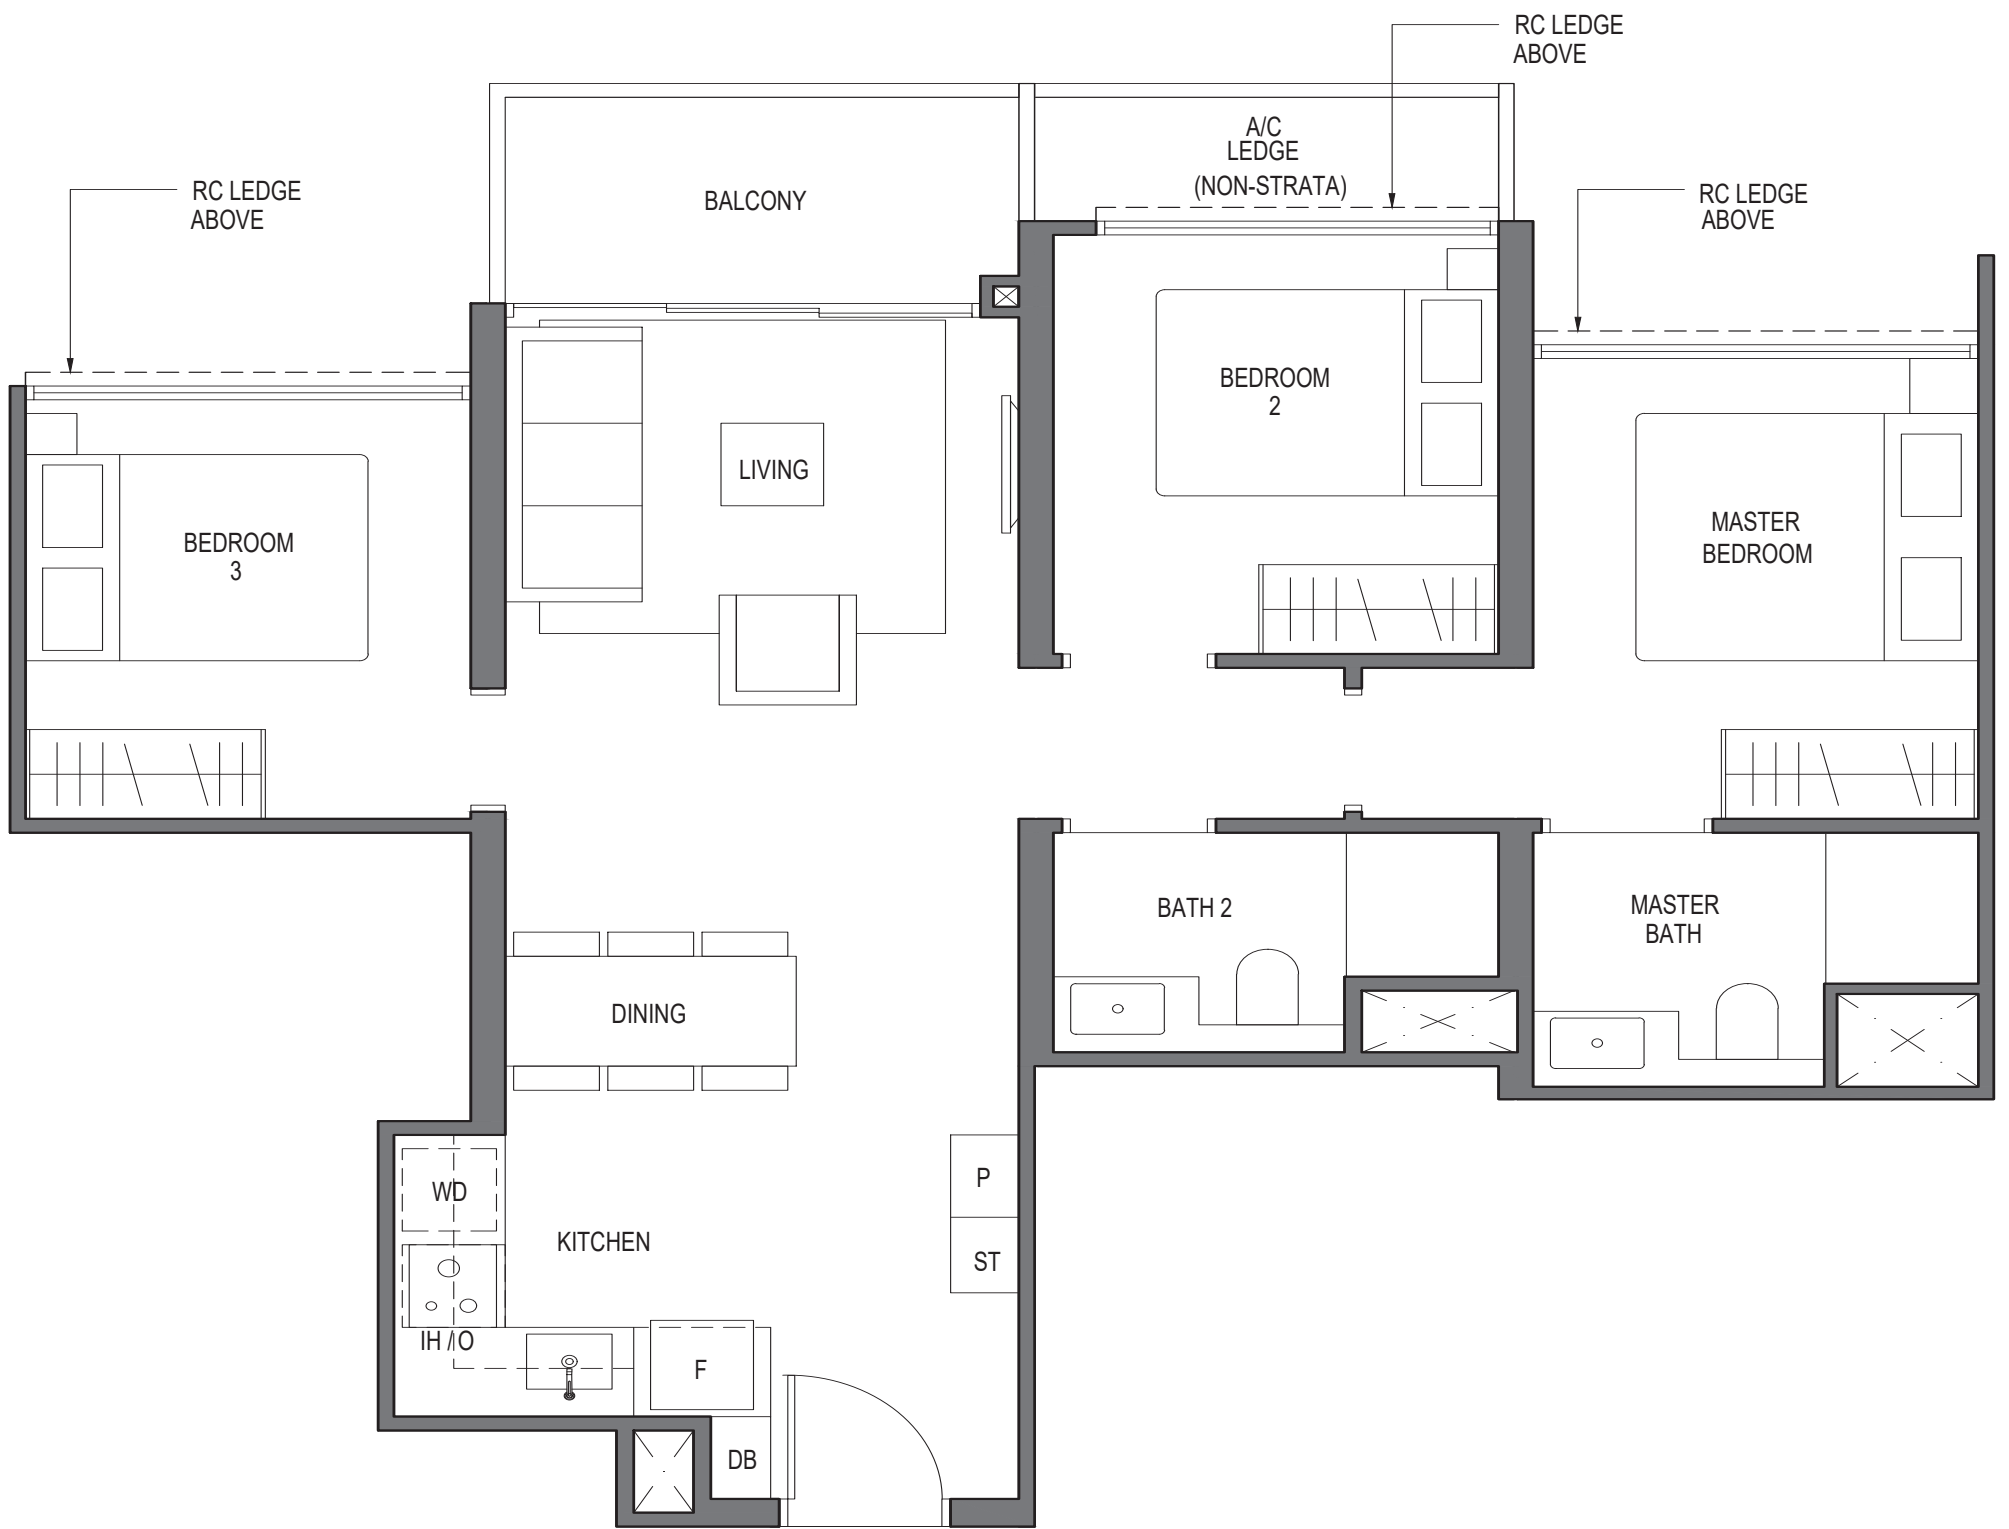 RC LEDGE
ABOVE
A/C
LEDGE
(NON-STRATA)
BALCONY
RC LEDGE
ABOVE
RC LEDGE
ABOVE
BEDROOM
2
LIVING
BEDROOM
3
MASTER
BEDROOM
BATH 2
MASTER
BATH
DINING
WD
P
KITCHEN
ST
IH / O
F
DB